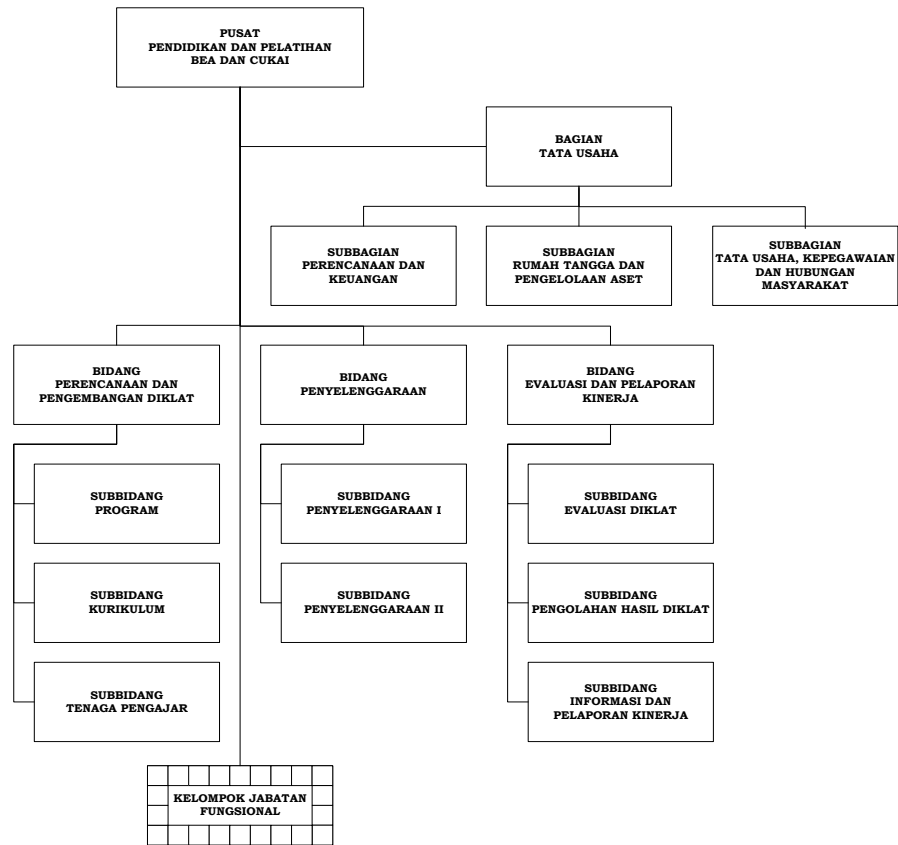 PUSAT
PENDIDIKAN DAN PELATIHAN
BEA DAN CUKAI
BAGIAN
TATA USAHA
SUBBAGIAN
PERENCANAAN DAN
KEUANGAN
SUBBAGIAN
RUMAH TANGGA DAN
PENGELOLAAN ASET
SUBBAGIAN
TATA USAHA, KEPEGAWAIAN
DAN HUBUNGAN
MASYARAKAT
BIDANG
PERENCANAAN DAN
PENGEMBANGAN DIKLAT
BIDANG
PENYELENGGARAAN
BIDANG
EVALUASI DAN PELAPORAN
KINERJA
SUBBIDANG
PROGRAM
SUBBIDANG
PENYELENGGARAAN I
SUBBIDANG
EVALUASI DIKLAT
SUBBIDANG
KURIKULUM
SUBBIDANG
PENYELENGGARAAN II
SUBBIDANG
PENGOLAHAN HASIL DIKLAT
SUBBIDANG
TENAGA PENGAJAR
SUBBIDANG
INFORMASI DAN
PELAPORAN KINERJA
KELOMPOK JABATAN
FUNGSIONAL